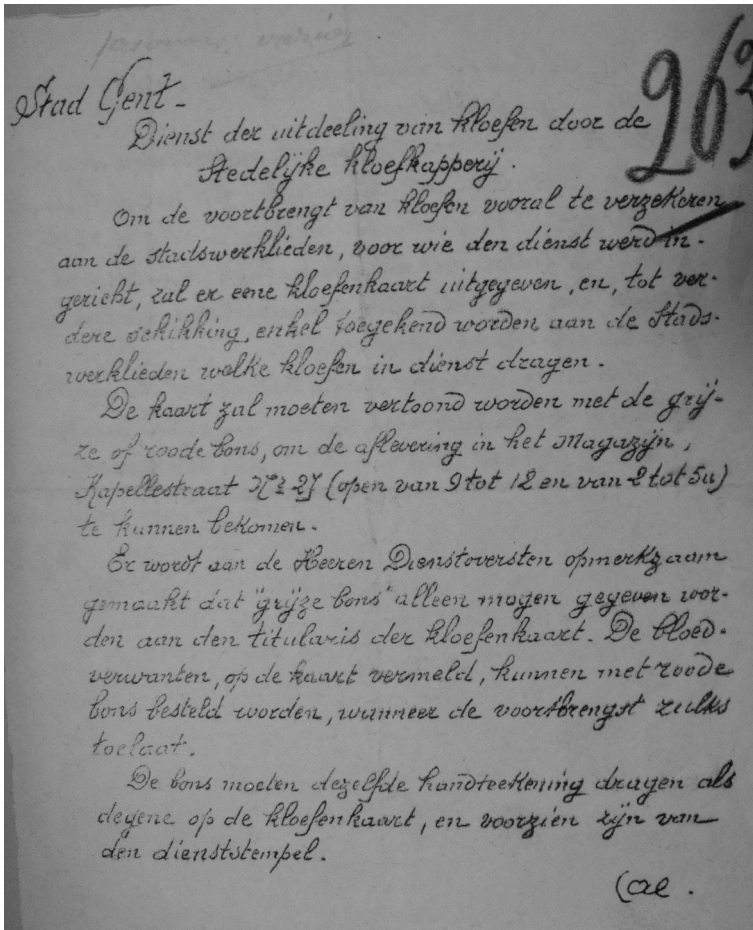 Stad Gent -
263
Dienst der uitdeeling van kloefen door de
Stedelijke kloefkapperij.
Om de voortbrengt van kloefen vooral te verzekeren
aan de stadswerklieden, voor wie den dienst werd in-
gericht, zal er eene kloefenkaart uitgegeven, en, tot ver-
dere schikking, enkel toegekend worden aan de Stads-
werklieden welke kloefen in dienst dragen.
De kaart zal moeten vertoond worden met de grij-
ze of roode bons, om de aflevering in het Magazijn,
Kapellestraat Nr 27 (open van 9 tot 12 en van 2 tot 5u)
te kunnen bekomen.
Er wordt aan de Heeren Dienstoversten opmerkzaam
gemaakt dat "grijze bons" alleen mogen gegeven wor-
den aan den titularis der kloefenkaart. De bloed-
verwanten, op de kaart vermeld, kunnen met roode
bons besteld worden, wanneer de voortbrengst zulks
toelaat.
De bons moeten dezelfde handteekening dragen als
degene op de kloefenkaart, en voorzien zijn van
den dienststempel.